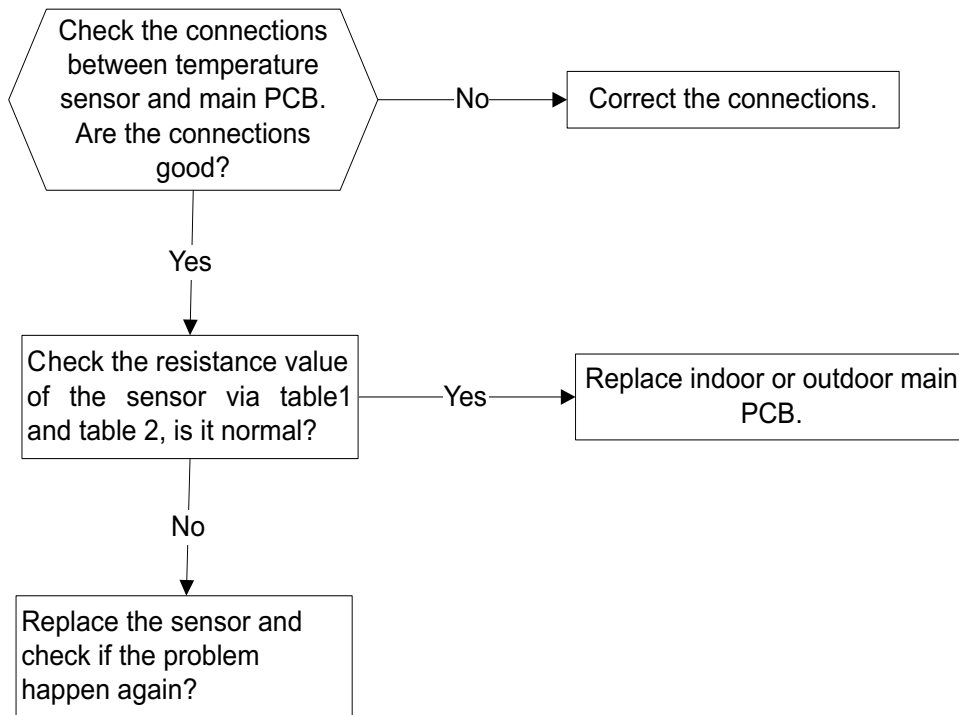 Check the connections
between temperature
sensor and main PCB.
Are the connections
good?
No
Correct the connections.
Yes
Check the resistance value
of the sensor via table1
and table 2, is it normal?
Yes
Replace indoor or outdoor main
PCB.
No
Replace the sensor and
check if the problem
happen again?